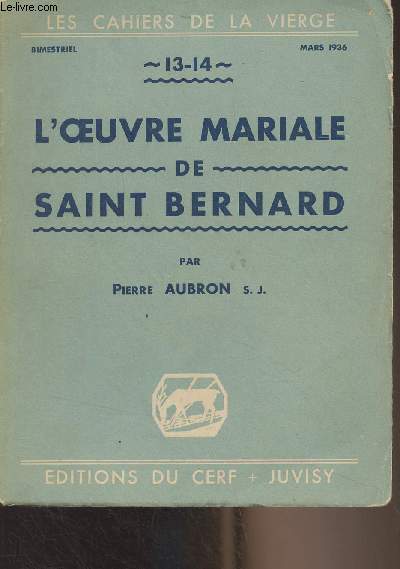 LES CAHIERS DE LA VIERGE
BIMESTRIEL MARS 1936
~13-14~
L'ŒUVRE MARIALE
DE
SAINT BERNARD
PAR
PIERRE AUBRON S. J.
EDITIONS DU CERF + JUVISY
le-livre.com